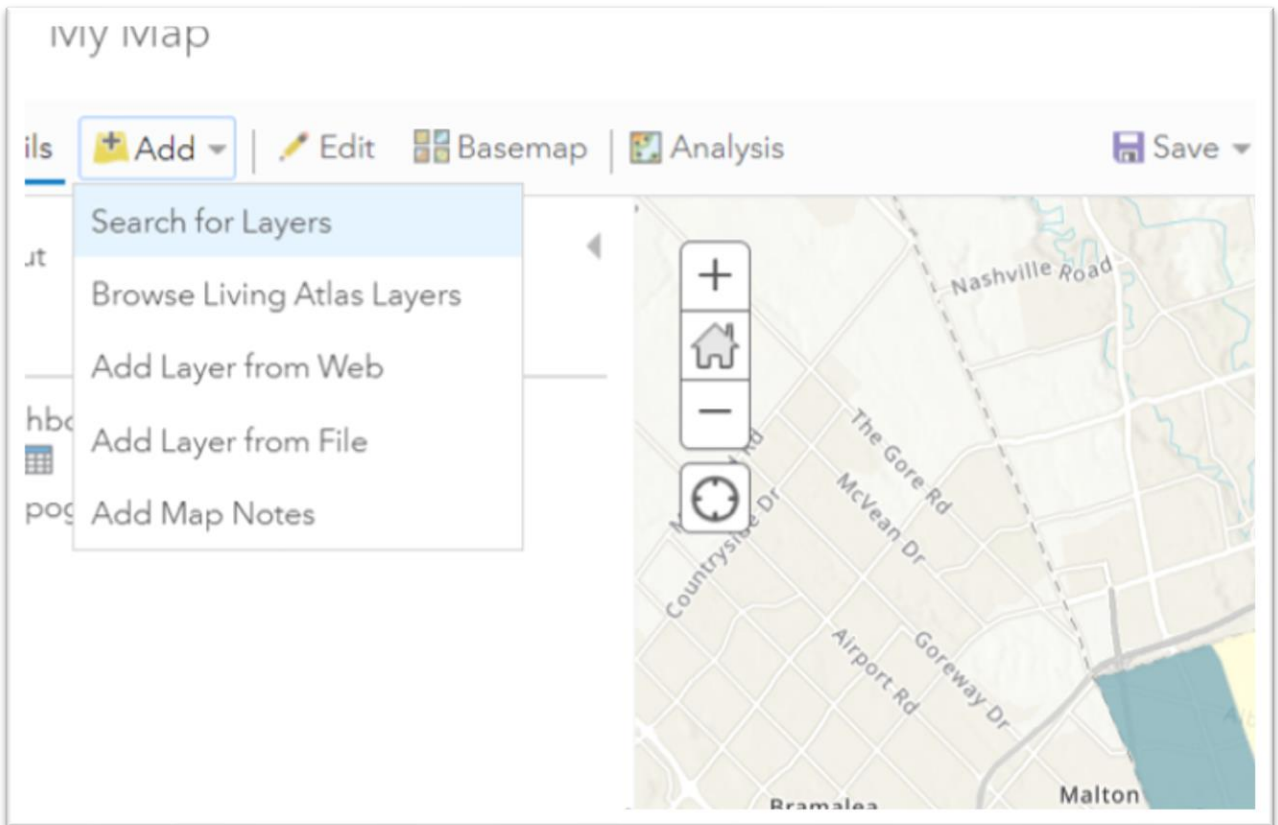 My Map
ils Add Edit Basemap Analysis Save
Search for Layers
ut
Browse Living Atlas Layers
Add Layer from Web
hbo
Add Layer from File
pog
Add Map Notes
+
−
Nashville Road
The Gore Rd
McVean Dr
Countryside Dr
Airport Rd
Goreway Dr
Malton
Bramalea